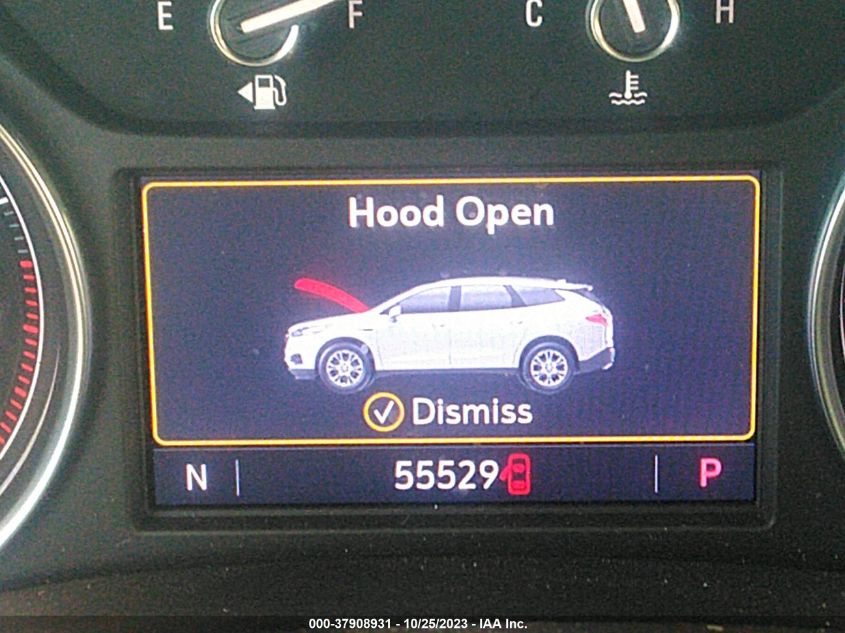 E F C H
Hood Open
Dismiss
N 55529 P
000-37908931 - 10/25/2023 - IAA Inc.